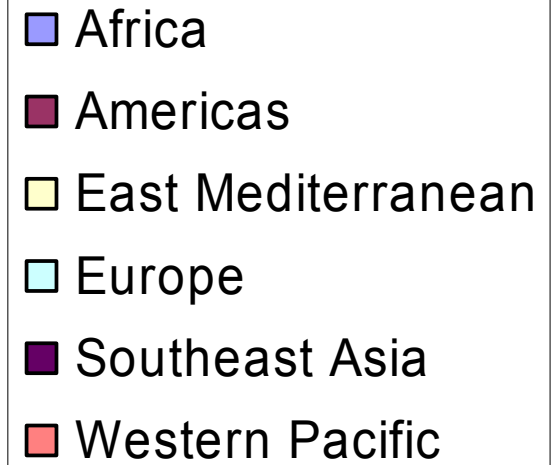 Africa
Americas
East Mediterranean
Europe
Southeast Asia
Western Pacific